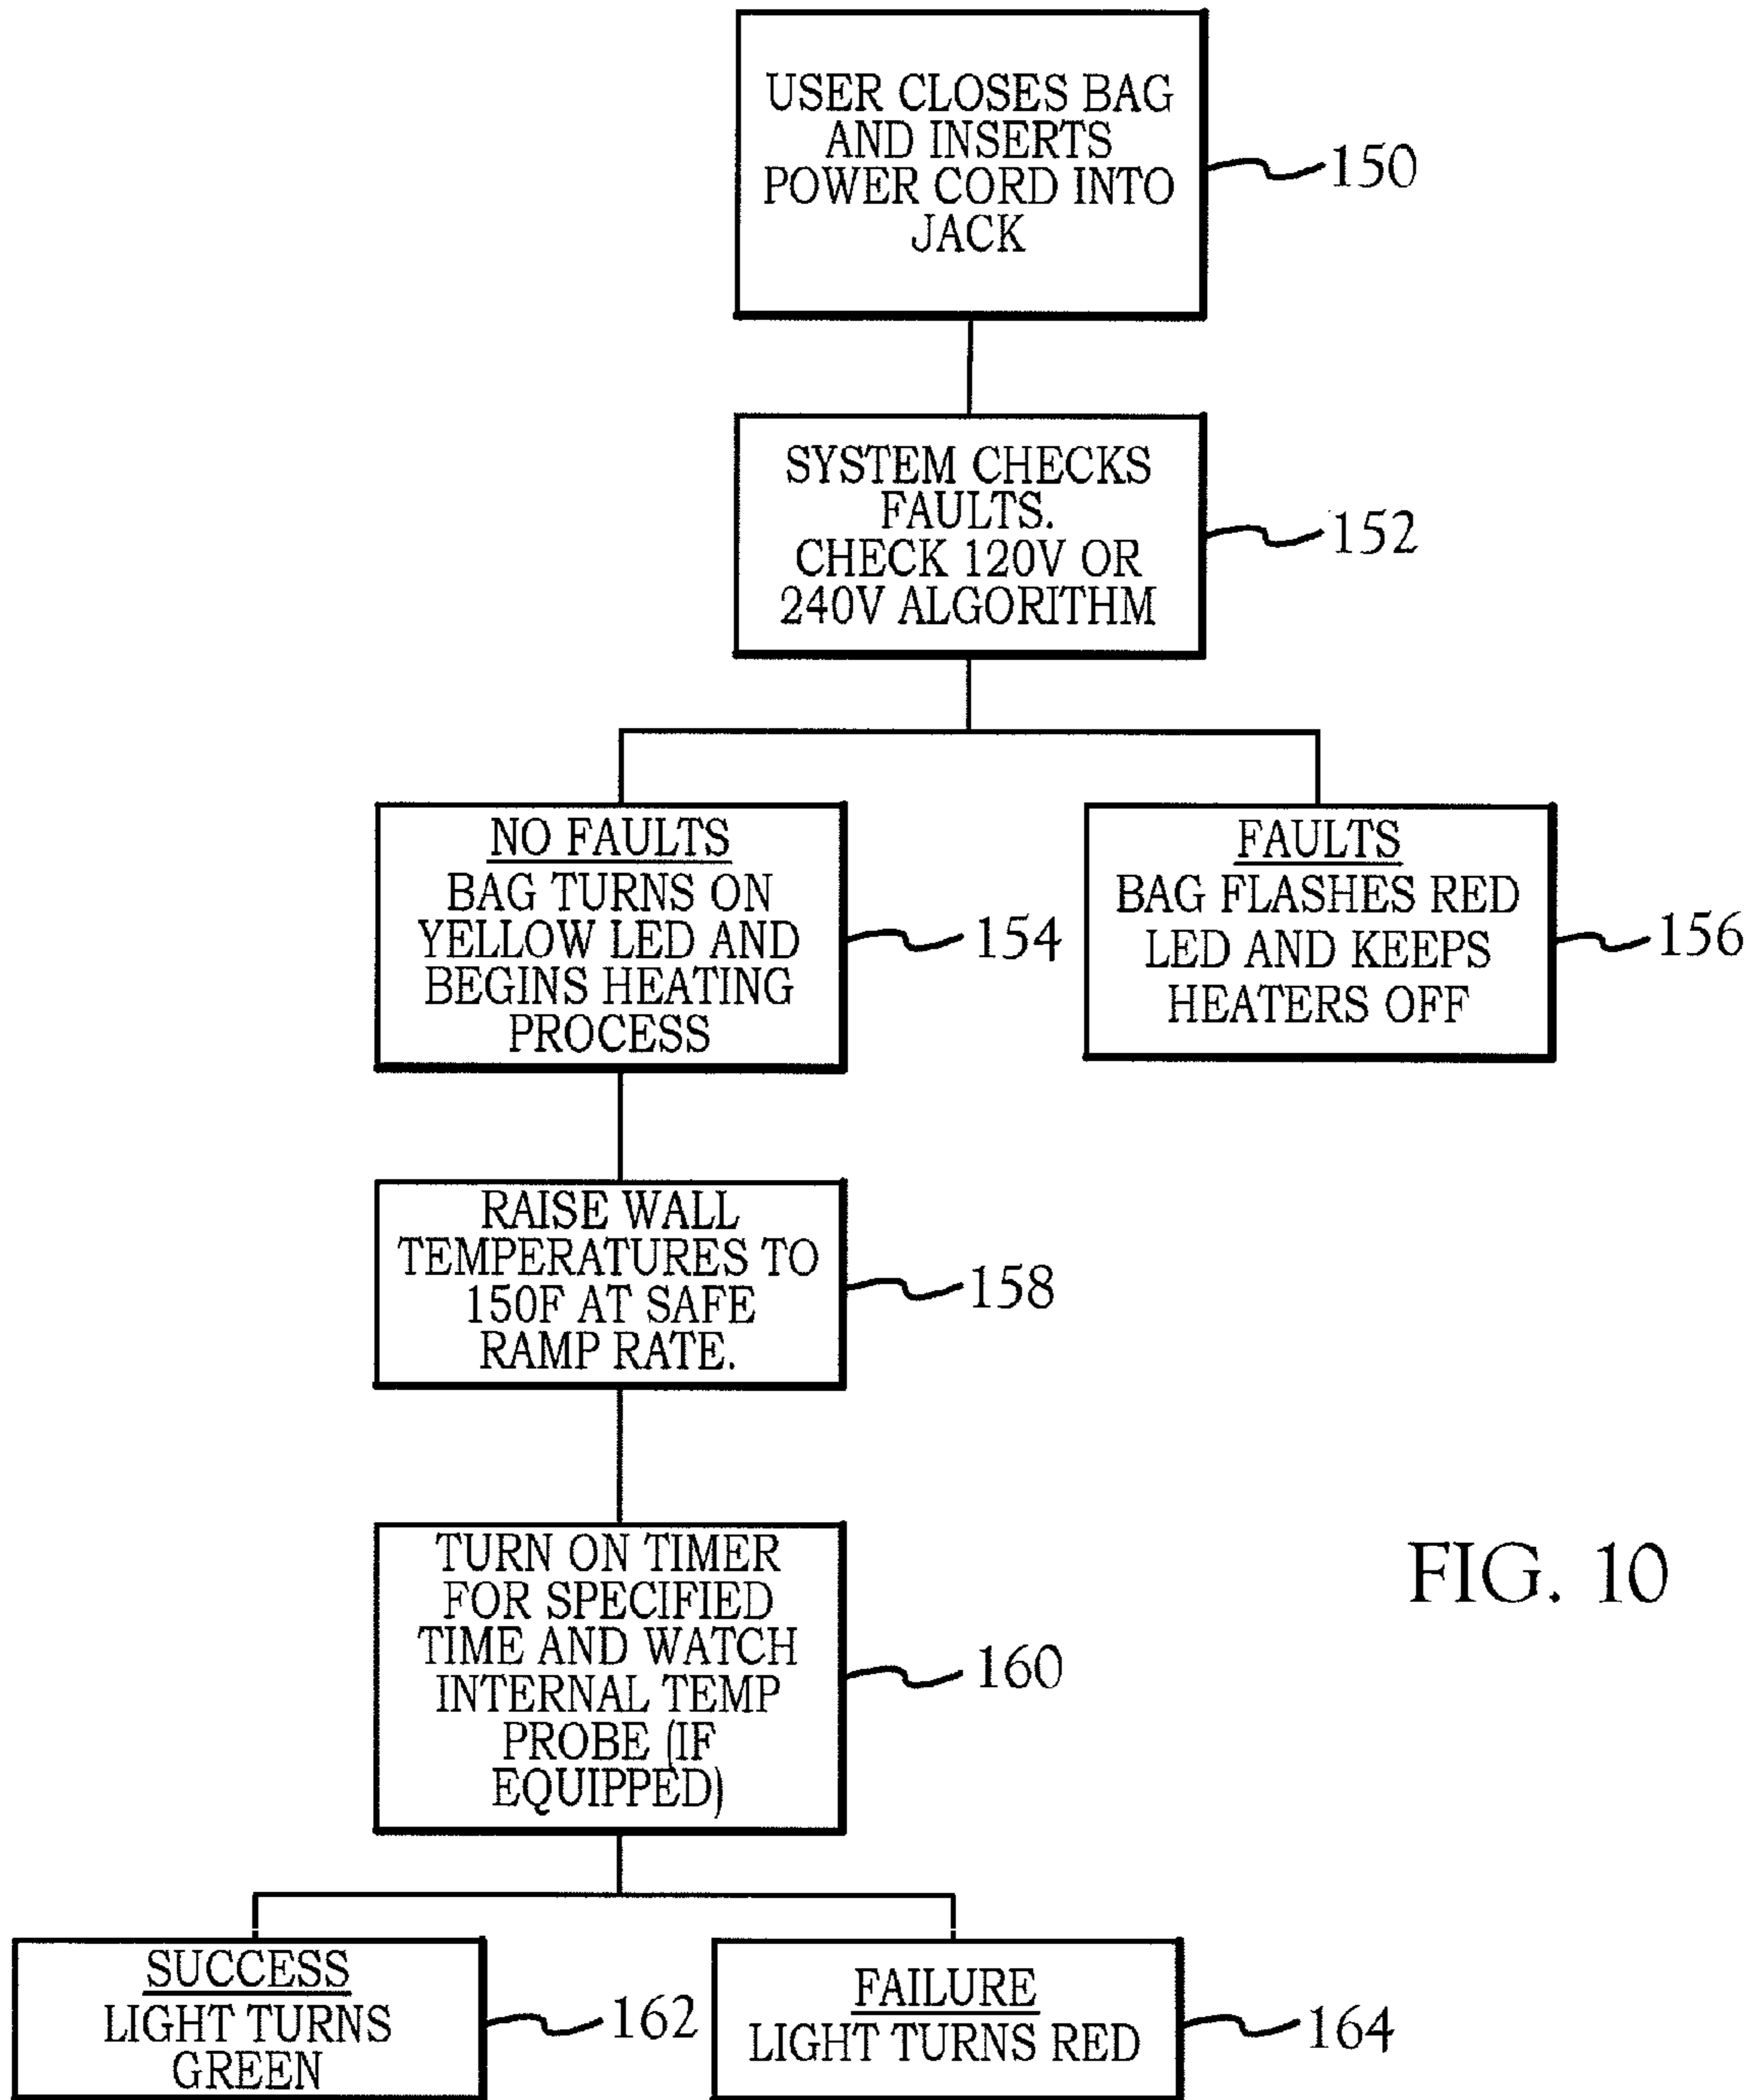 USER CLOSES BAG
AND INSERTS
POWER CORD INTO
JACK
150
SYSTEM CHECKS
FAULTS.
CHECK 120V OR
240V ALGORITHM
152
NO FAULTS
BAG TURNS ON
YELLOW LED AND
BEGINS HEATING
PROCESS
154
FAULTS
BAG FLASHES RED
LED AND KEEPS
HEATERS OFF
156
RAISE WALL
TEMPERATURES TO
150F AT SAFE
RAMP RATE.
158
TURN ON TIMER
FOR SPECIFIED
TIME AND WATCH
INTERNAL TEMP
PROBE (IF
EQUIPPED)
160
FIG. 10
SUCCESS
LIGHT TURNS
GREEN
162
FAILURE
LIGHT TURNS RED
164